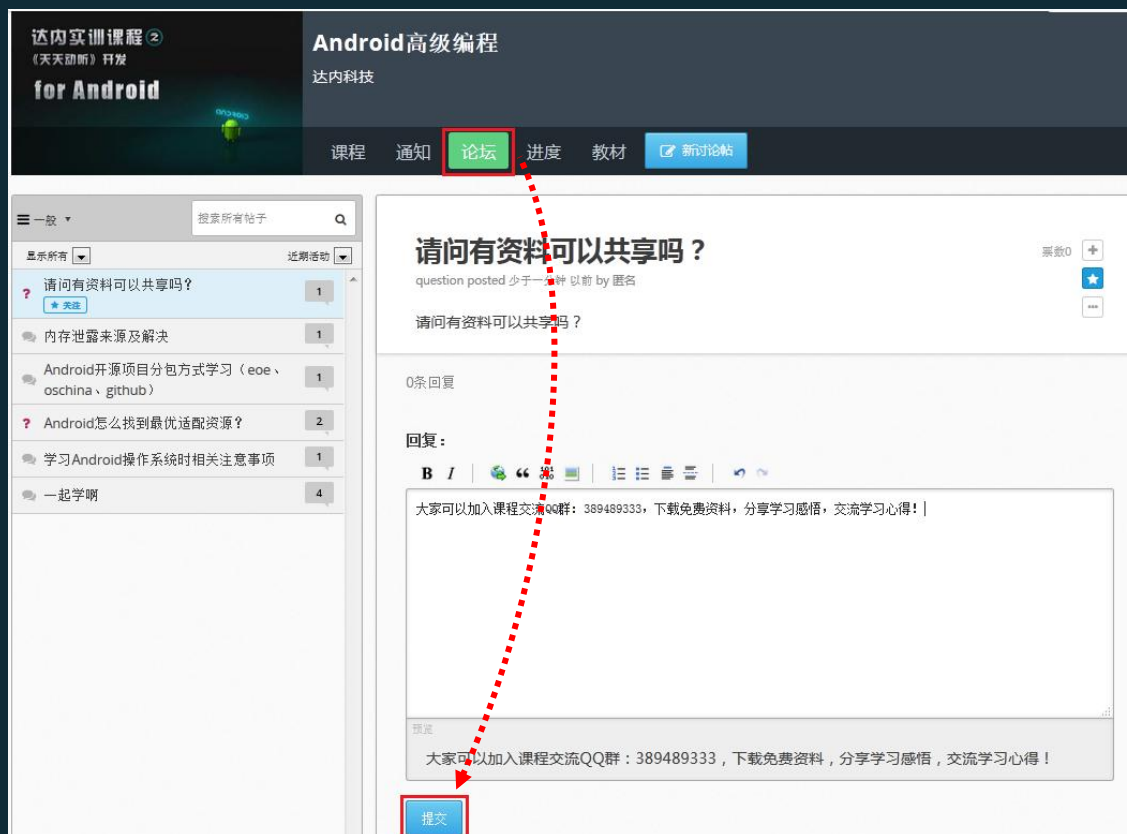 达内实训课程②
《天天动听》开发
for Android
ANDROID
Android高级编程
达内科技
课程
通知
论坛
进度
教材
新讨论帖
一般
搜索所有帖子
显示所有
近期活动
请问有资料可以共享吗？
1
关注
内存泄露来源及解决
1
Android开源项目分包方式学习（eoe、
oschina、github）
1
Android怎么找到最优适配资源？
2
学习Android操作系统时相关注意事项
1
一起学啊
4
请问有资料可以共享吗？
票数0
question posted 少于一分钟 以前 by 匿名
请问有资料可以共享吗？
0条回复
回复：
B I
大家可以加入课程交流QQ群：389489333，下载免费资料，分享学习感悟，交流学习心得！
预览
大家可以加入课程交流QQ群：389489333，下载免费资料，分享学习感悟，交流学习心得！
提交